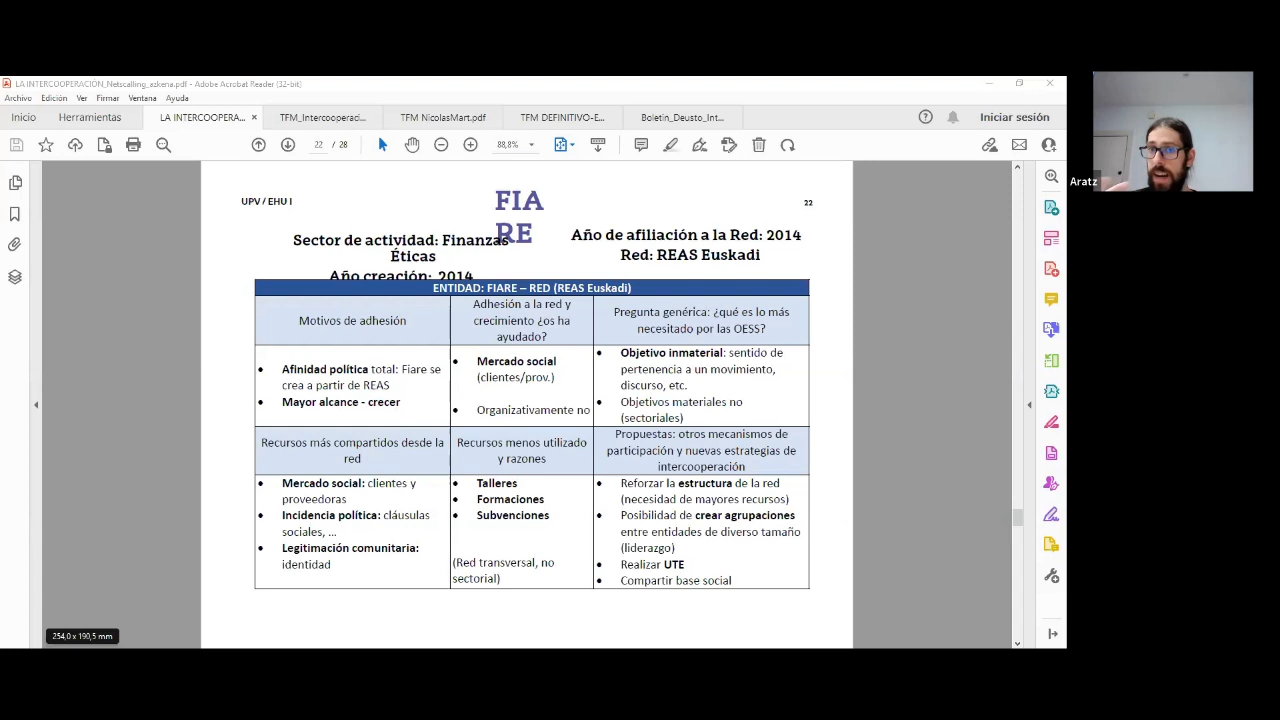 LA INTERCOOPERACIÓN_Netscalling_azkena.pdf - Adobe Acrobat Reader (32-bit)
Archivo Edición Ver Firmar Ventana Ayuda
Inicio Herramientas LA INTERCOOPERA... × TFM_Intercooperaci... TFM NicolasMart.pdf TFM DEFINITIVO-E... Boletin_Deusto_Int... Iniciar sesión
22 / 28 88,8%
UPV / EHU I
FIA
RE
22
Sector de actividad: Finanzas
Éticas
Año creación: 2014
Año de afiliación a la Red: 2014
Red: REAS Euskadi
ENTIDAD: FIARE – RED (REAS Euskadi)
Motivos de adhesión
Adhesión a la red y
crecimiento ¿os ha
ayudado?
Pregunta genérica: ¿qué es lo más
necesitado por las OESS?
• Afinidad política total: Fiare se
crea a partir de REAS
• Mayor alcance - crecer
• Mercado social
(clientes/prov.)
• Organizativamente no
• Objetivo inmaterial: sentido de
pertenencia a un movimiento,
discurso, etc.
• Objetivos materiales no
(sectoriales)
Recursos más compartidos desde la
red
Recursos menos utilizado
y razones
Propuestas: otros mecanismos de
participación y nuevas estrategias de
intercooperación
• Mercado social: clientes y
proveedoras
• Incidencia política: cláusulas
sociales, ...
• Legitimación comunitaria:
identidad
• Talleres
• Formaciones
• Subvenciones
(Red transversal, no
sectorial)
• Reforzar la estructura de la red
(necesidad de mayores recursos)
• Posibilidad de crear agrupaciones
entre entidades de diverso tamaño
(liderazgo)
• Realizar UTE
• Compartir base social
254,0 x 190,5 mm
Aratz